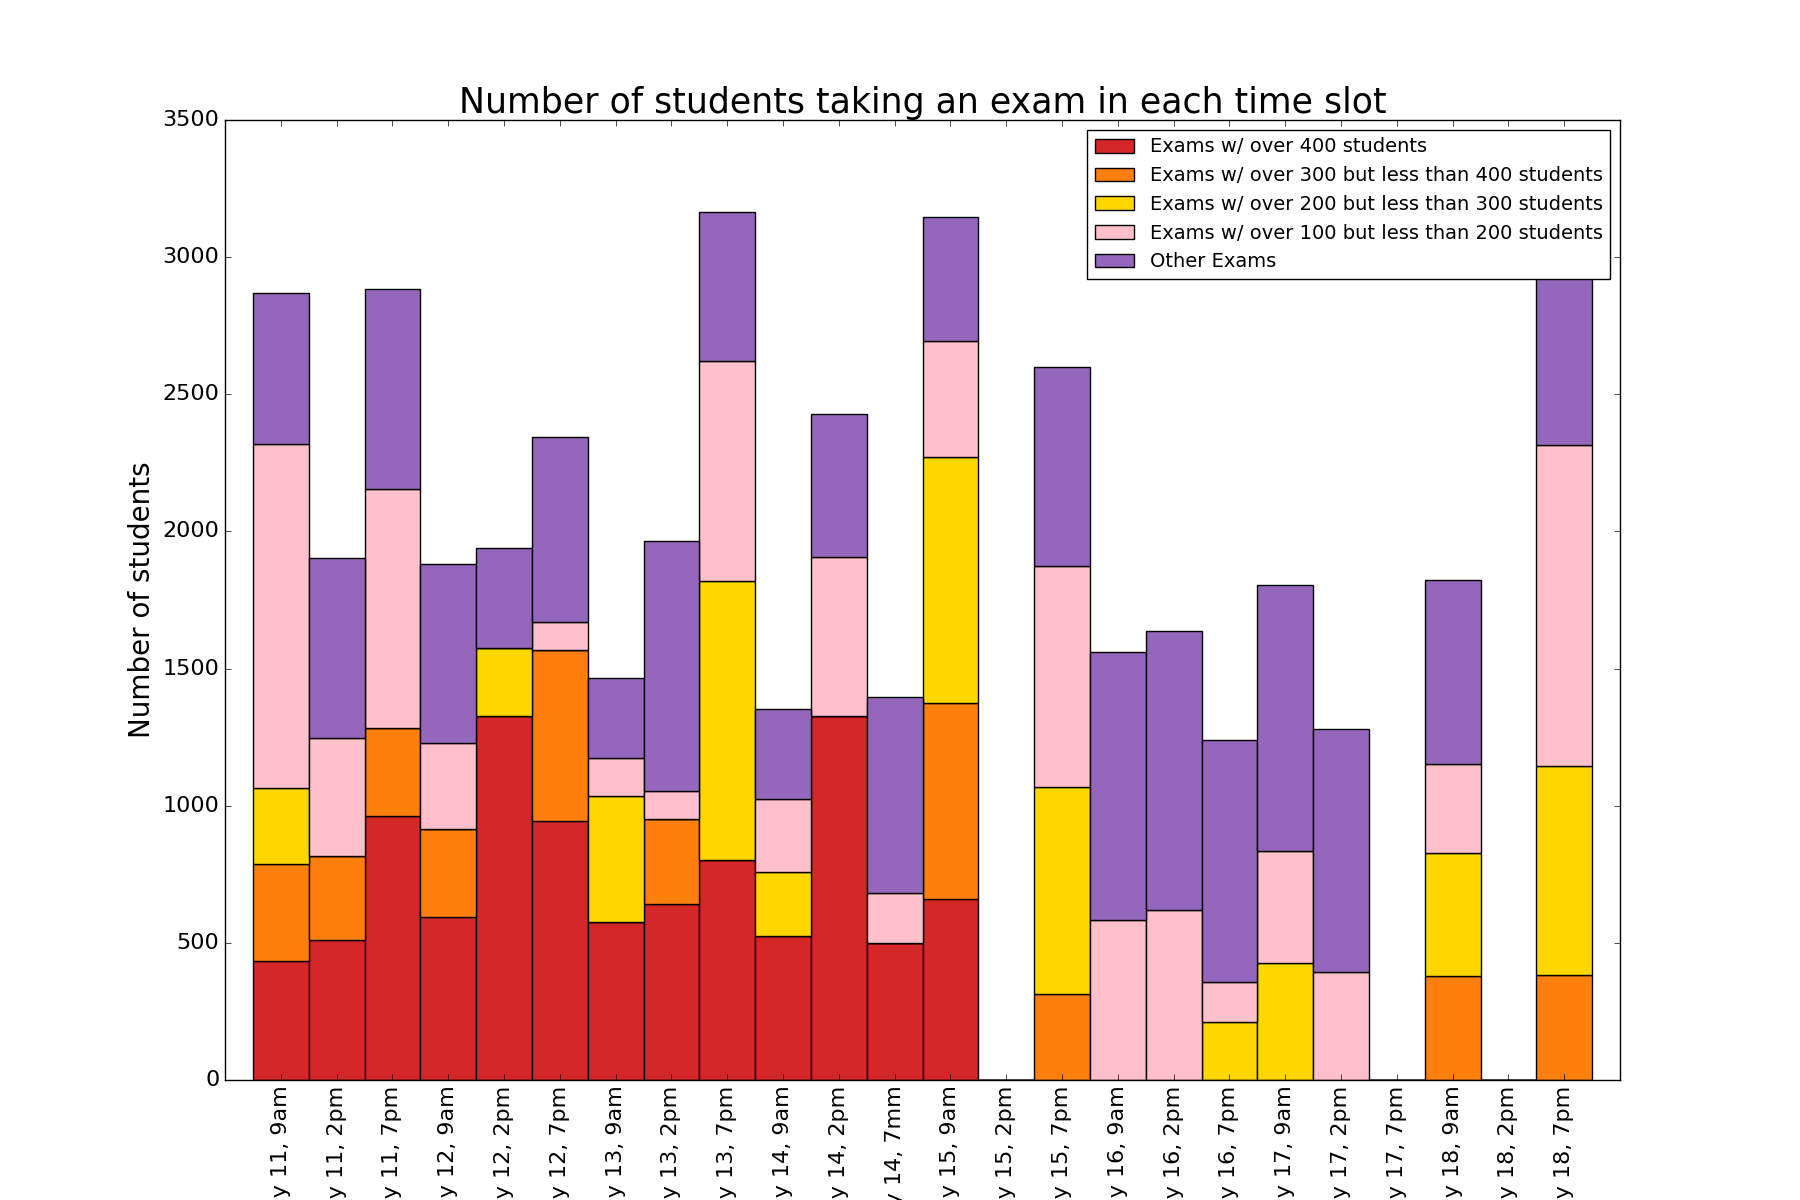 Number of students taking an exam in each time slot
Number of students
3500
3000
2500
2000
1500
1000
500
0
Exams w/ over 400 students
Exams w/ over 300 but less than 400 students
Exams w/ over 200 but less than 300 students
Exams w/ over 100 but less than 200 students
Other Exams
y 11, 9am
y 11, 2pm
y 11, 7pm
y 12, 9am
y 12, 2pm
y 12, 7pm
y 13, 9am
y 13, 2pm
y 13, 7pm
y 14, 9am
y 14, 2pm
y 14, 7mm
y 15, 9am
y 15, 2pm
y 15, 7pm
y 16, 9am
y 16, 2pm
y 16, 7pm
y 17, 9am
y 17, 2pm
y 17, 7pm
y 18, 9am
y 18, 2pm
y 18, 7pm